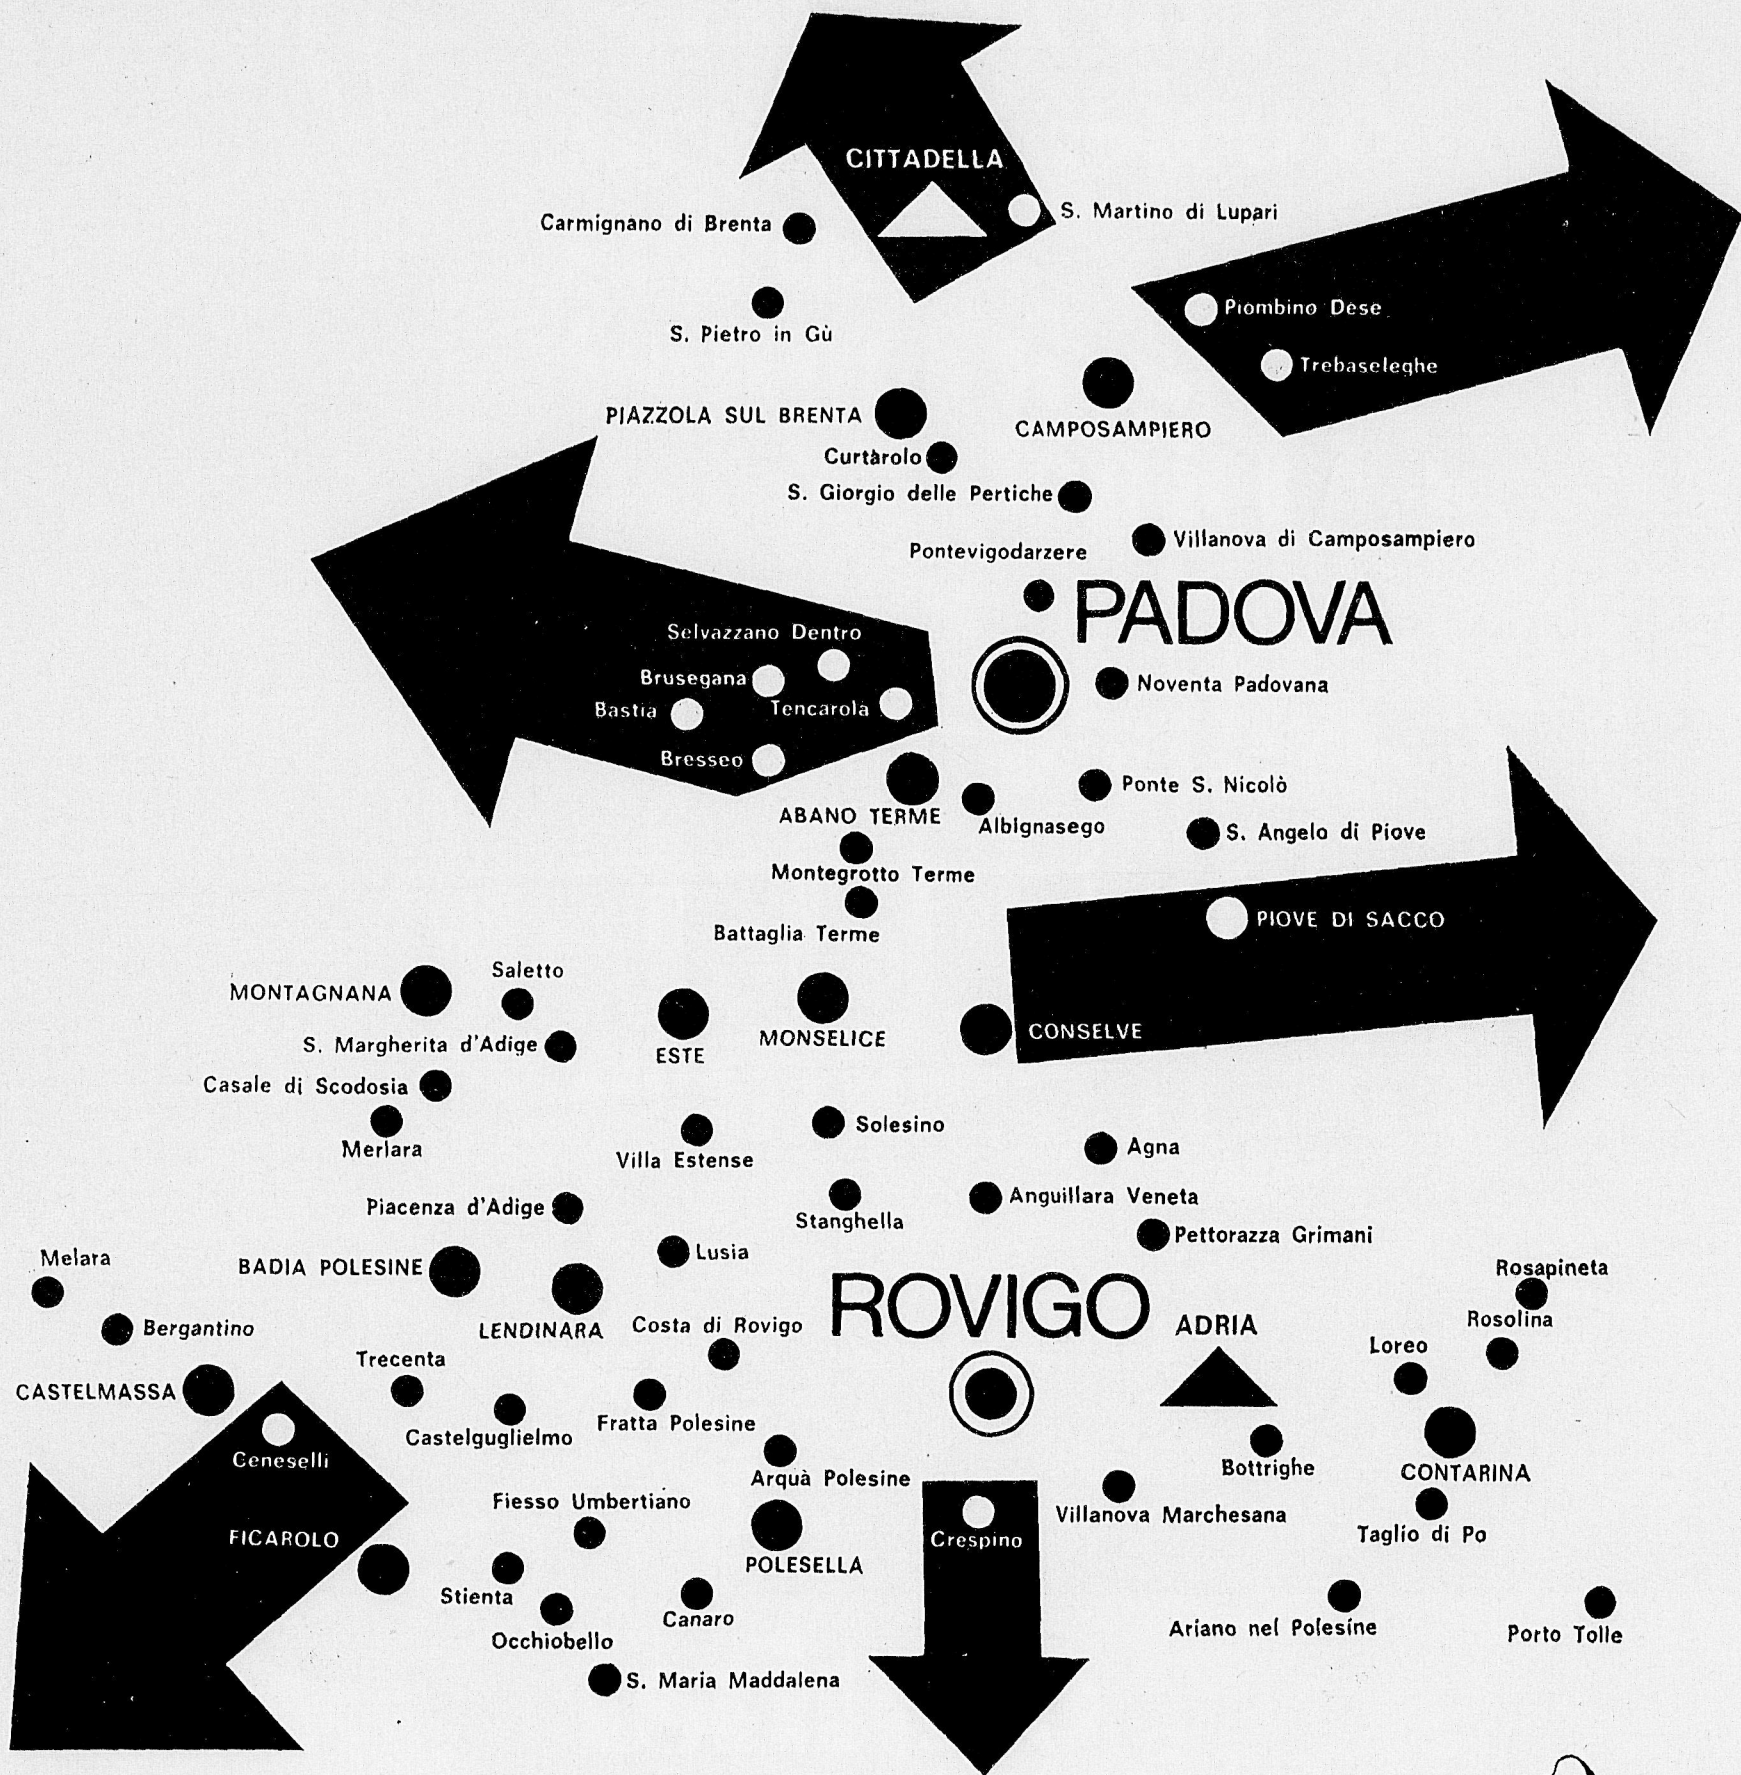 CITTADELLA
S. Martino di Lupari
Carmignano di Brenta
S. Pietro in Gù
Piombino Dese
Trebaseleghe
PIAZZOLA SUL BRENTA
CAMPOSAMPIERO
Curtarolo
S. Giorgio delle Pertiche
Villanova di Camposampiero
Pontevigodarzere
PADOVA
Selvazzano Dentro
Brusegana
Noventa Padovana
Bastia
Tencarola
Bresseo
Ponte S. Nicolò
ABANO TERME
Albignasego
S. Angelo di Piove
Montegrotto Terme
PIOVE DI SACCO
Battaglia Terme
Saletto
MONTAGNANA
CONSELVE
MONSELICE
S. Margherita d'Adige
ESTE
Casale di Scodosia
Solesino
Merlara
Agna
Villa Estense
Anguillara Veneta
Piacenza d'Adige
Stanghella
Pettorazza Grimani
Lusia
Melara
BADIA POLESINE
Rosapineta
ROVIGO
Rosolina
Bergantino
LENDINARA
Costa di Rovigo
ADRIA
Loreo
Trecenta
CASTELMASSA
Fratta Polesine
Castelguglielmo
Ceneselli
Bottrighe
CONTARINA
Arquà Polesine
Fiesso Umbertiano
Villanova Marchesana
Taglio di Po
FICAROLO
Crespino
POLESELLA
Stienta
Canaro
Ariano nel Polesine
Porto Tolle
Occhiobello
S. Maria Maddalena